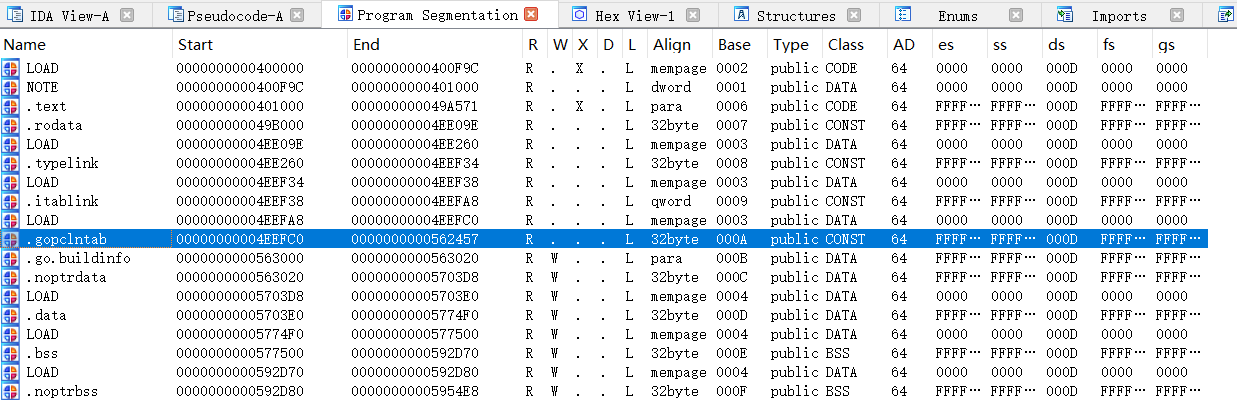 IDA View-A Pseudocode-A Program Segmentation Hex View-1 Structures Enums Imports
Name Start End R W X D L Align Base Type Class AD es ss ds fs gs
LOAD 0000000000400000 0000000000400F9C R . X . L mempage 0002 public CODE 64 0000 0000 000D 0000 0000
NOTE 0000000000400F9C 0000000000401000 R . . . L dword 0001 public DATA 64 0000 0000 000D 0000 0000
.text 0000000000401000 000000000049A571 R . X . L para 0006 public CODE 64 FFFF… FFFF… 000D FFFF… FFFF…
.rodata 000000000049B000 00000000004EE09E R . . . L 32byte 0007 public CONST 64 FFFF… FFFF… 000D FFFF… FFFF…
LOAD 00000000004EE09E 00000000004EE260 R . . . L mempage 0003 public DATA 64 0000 0000 000D 0000 0000
.typelink 00000000004EE260 00000000004EEF34 R . . . L 32byte 0008 public CONST 64 FFFF… FFFF… 000D FFFF… FFFF…
LOAD 00000000004EEF34 00000000004EEF38 R . . . L mempage 0003 public DATA 64 0000 0000 000D 0000 0000
.itablink 00000000004EEF38 00000000004EEFA8 R . . . L qword 0009 public CONST 64 FFFF… FFFF… 000D FFFF… FFFF…
LOAD 00000000004EEFA8 00000000004EEFC0 R . . . L mempage 0003 public DATA 64 0000 0000 000D 0000 0000
.gopclntab 00000000004EEFC0 0000000000562457 R . . . L 32byte 000A public CONST 64 FFFF… FFFF… 000D FFFF… FFFF…
.go.buildinfo 0000000000563000 0000000000563020 R W . . L para 000B public DATA 64 FFFF… FFFF… 000D FFFF… FFFF…
.noptrdata 0000000000563020 00000000005703D8 R W . . L 32byte 000C public DATA 64 FFFF… FFFF… 000D FFFF… FFFF…
LOAD 00000000005703D8 00000000005703E0 R W . . L mempage 0004 public DATA 64 0000 0000 000D 0000 0000
.data 00000000005703E0 00000000005774F0 R W . . L 32byte 000D public DATA 64 FFFF… FFFF… 000D FFFF… FFFF…
LOAD 00000000005774F0 0000000000577500 R W . . L mempage 0004 public DATA 64 0000 0000 000D 0000 0000
.bss 0000000000577500 0000000000592D70 R W . . L 32byte 000E public BSS 64 FFFF… FFFF… 000D FFFF… FFFF…
LOAD 0000000000592D70 0000000000592D80 R W . . L mempage 0004 public DATA 64 0000 0000 000D 0000 0000
.noptrbss 0000000000592D80 00000000005954E8 R W . . L 32byte 000F public BSS 64 FFFF… FFFF… 000D FFFF… FFFF…